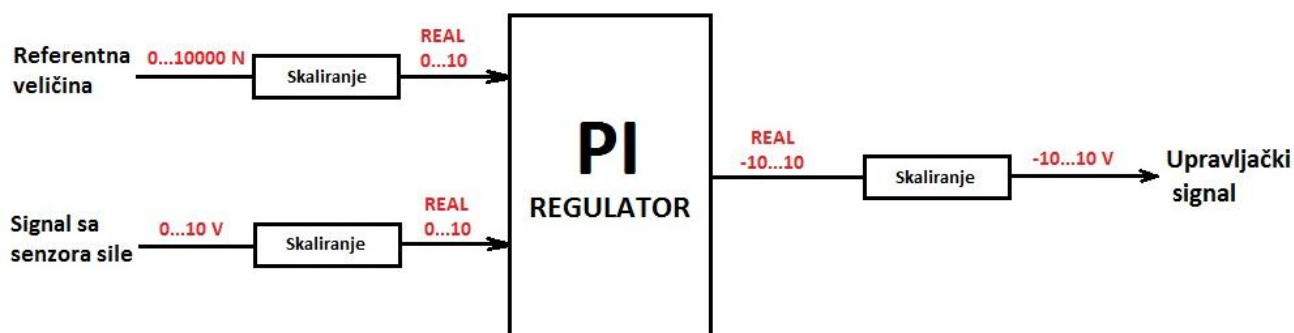 Referentna
veličina
0...10000 N
Skaliranje
REAL
0...10
Signal sa
senzora sile
0...10 V
Skaliranje
REAL
0...10
PI
REGULATOR
REAL
-10...10
Skaliranje
-10...10 V
Upravljački
signal